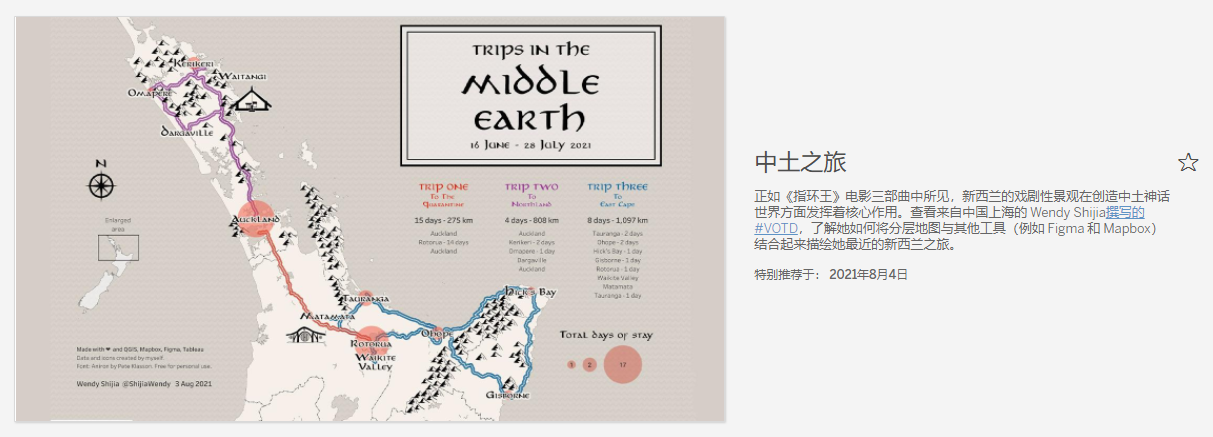 TRIPS IN THE
MIDDLE
EARTH
16 June - 28 July 2021
TRIP ONE
To The
Quarantine
15 days - 275 km
Auckland
Rotorua - 14 days
Auckland
TRIP TWO
To
Northland
4 days - 808 km
Auckland
Kerikeri - 2 days
Omapere - 1 day
Dargaville
Auckland
TRIP THREE
To
East Cape
8 days - 1,097 km
Tauranga - 2 days
Ohope - 2 days
Hick's Bay - 1 day
Gisborne - 1 day
Rotorua - 1 day
Waikite Valley
Matamata
Tauranga - 1 day
Kerikeri
Waitangi
Omapere
Dargaville
N
Enlarged
area
Auckland
Tauranga
Hick's Bay
Matamata
Ohope
Rotorua
Waikite
Valley
Gisborne
Total days of stay
1 2 17
Made with ❤ and QGIS, Mapbox, Figma, Tableau
Data and icons created by myself.
Font: Aniron by Pete Klassen. Free for personal use.
Wendy Shijia @ShijiaWendy 3 Aug 2021
中土之旅
正如《指环王》电影三部曲中所见，新西兰的戏剧性景观在创造中土神话
世界方面发挥着核心作用。查看来自中国上海的 Wendy Shijia撰写的
#VOTD，了解她如何将分层地图与其他工具（例如 Figma 和 Mapbox）
结合起来描绘她最近的新西兰之旅。
特别推荐于： 2021年8月4日